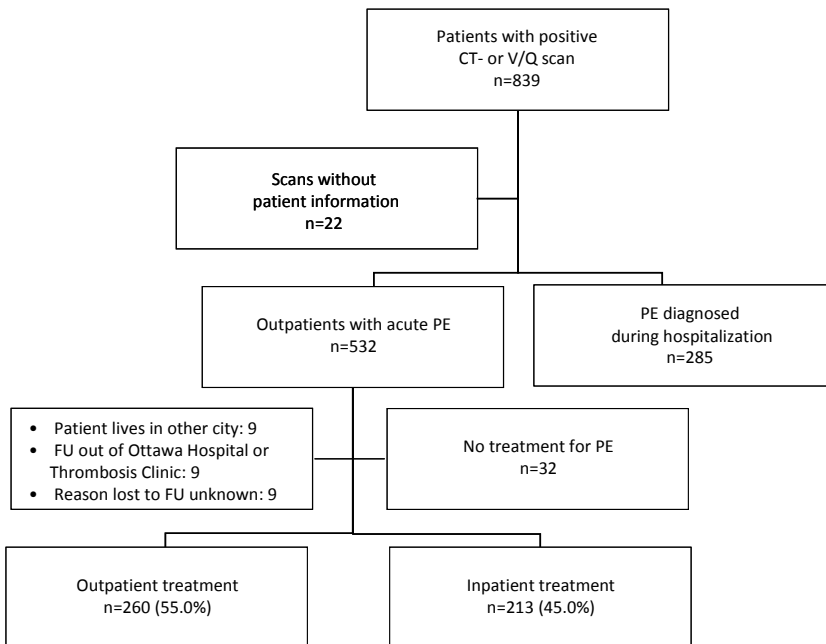 Patients with positive
CT- or V/Q scan
n=839
Scans without
patient information
n=22
Outpatients with acute PE
n=532
PE diagnosed
during hospitalization
n=285
• Patient lives in other city: 9
• FU out of Ottawa Hospital or
Thrombosis Clinic: 9
• Reason lost to FU unknown: 9
No treatment for PE
n=32
Outpatient treatment
n=260 (55.0%)
Inpatient treatment
n=213 (45.0%)